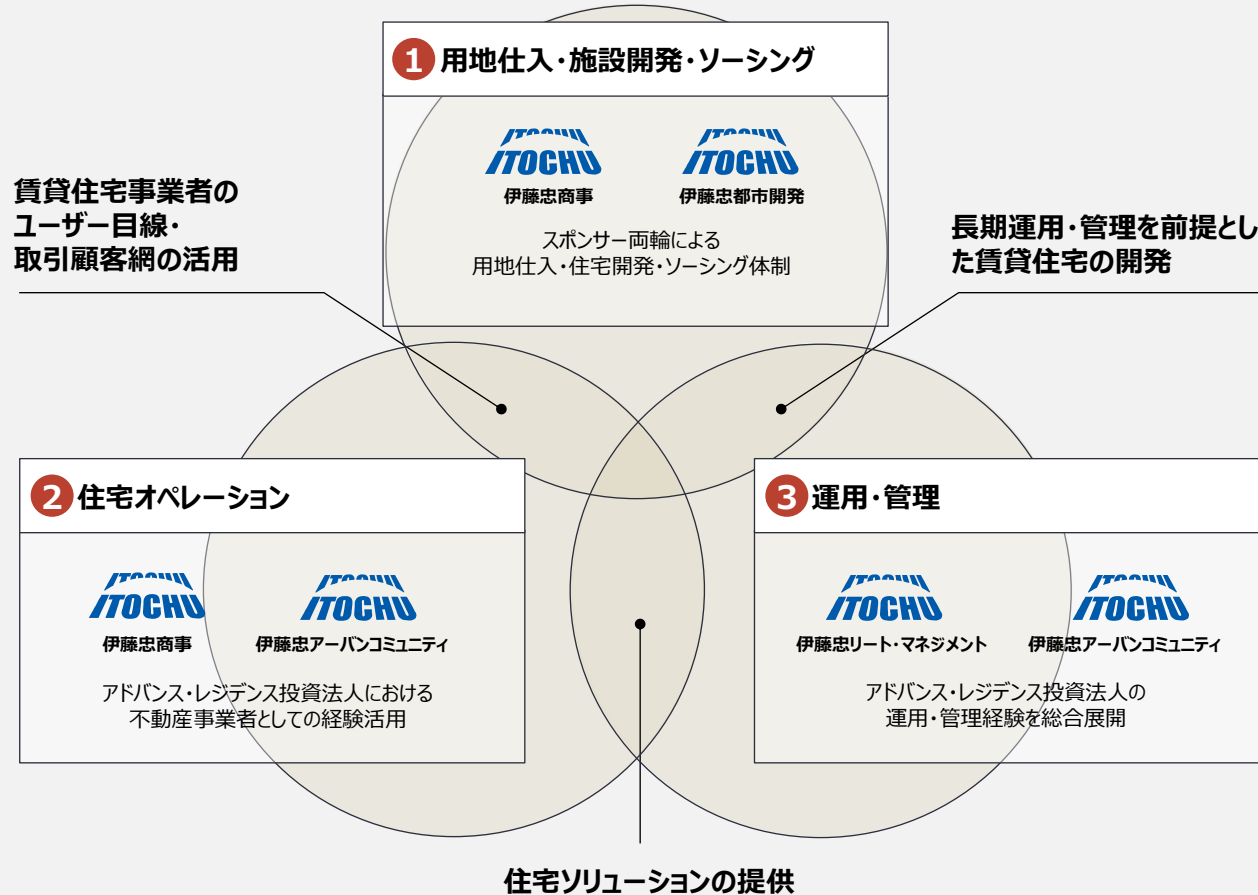 1 用地仕入・施設開発・ソーシング
ITOCHU ITOCHU
伊藤忠商事 伊藤忠都市開発
スポンサー両輪による
用地仕入・住宅開発・ソーシング体制
賃貸住宅事業者の
ユーザー目線・
取引顧客網の活用
長期運用・管理を前提とし
た賃貸住宅の開発
2 住宅オペレーション
ITOCHU ITOCHU
伊藤忠商事 伊藤忠アーバンコミュニティ
アドバンス・レジデンス投資法人における
不動産事業者としての経験活用
3 運用・管理
ITOCHU ITOCHU
伊藤忠リート・マネジメント 伊藤忠アーバンコミュニティ
アドバンス・レジデンス投資法人の
運用・管理経験を総合展開
住宅ソリューションの提供